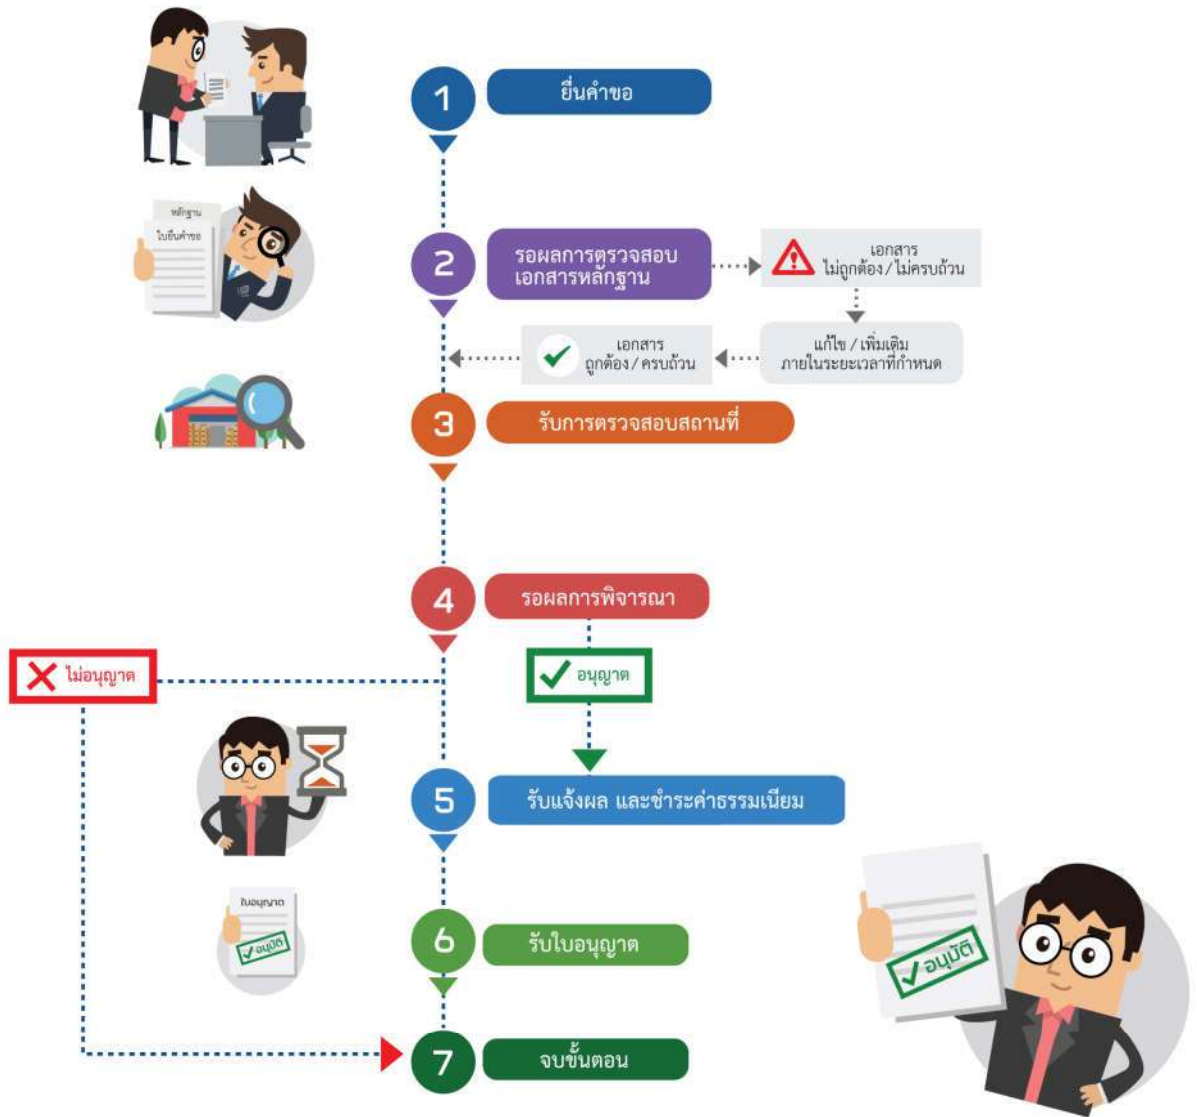 1
ยื่นคำขอ
หลักฐาน
ใบยื่นคำขอ
2
รอผลการตรวจสอบ
เอกสารหลักฐาน
เอกสาร
ไม่ถูกต้อง/ไม่ครบถ้วน
แก้ไข / เพิ่มเติม
ภายในระยะเวลาที่กำหนด
เอกสาร
ถูกต้อง/ครบถ้วน
3
รับการตรวจสอบสถานที่
4
รอผลการพิจารณา
ไม่อนุญาต
อนุญาต
5
รับแจ้งผล และชำระค่าธรรมเนียม
ใบอนุญาต
อนุมัติ
6
รับใบอนุญาต
อนุมัติ
7
จบขั้นตอน